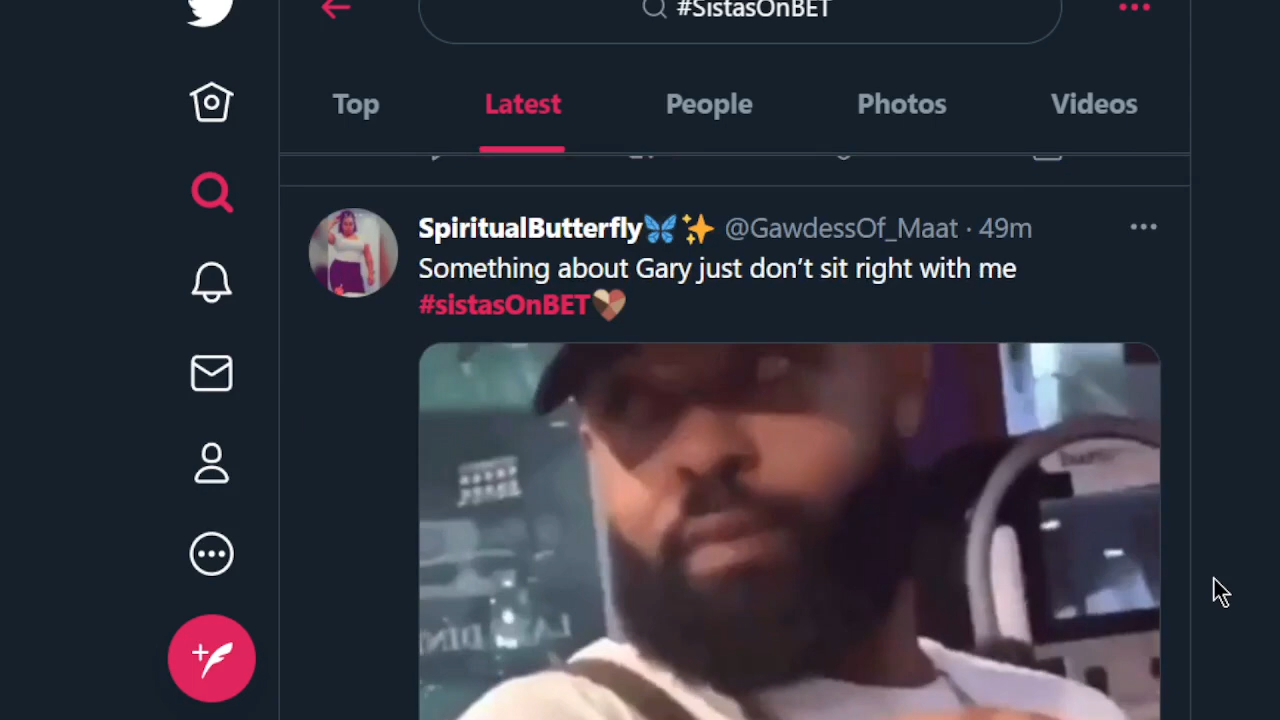 #SistasOnBET
Top Latest People Photos Videos
SpiritualButterfly🦋✨ @GawdessOf_Maat · 49m
Something about Gary just don’t sit right with me
#sistasOnBET